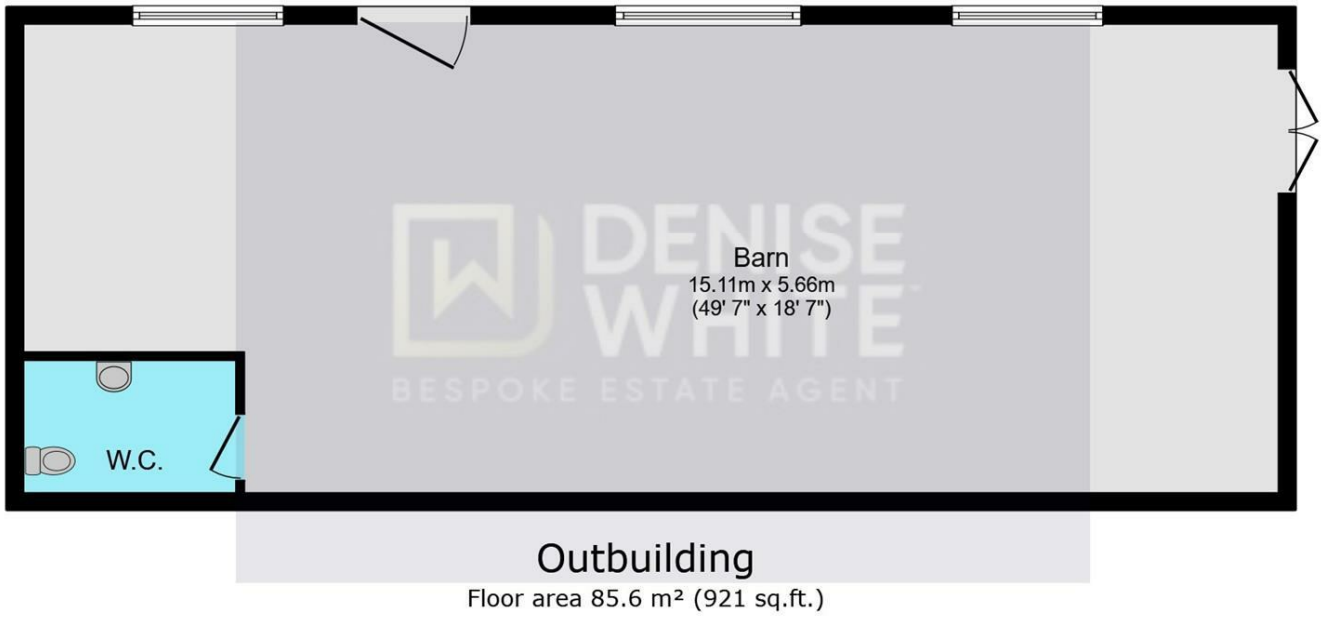 DENISE
WHITE
BESPOKE ESTATE AGENT
Barn
15.11m x 5.66m
(49' 7" x 18' 7")
W.C.
Outbuilding
Floor area 85.6 m² (921 sq.ft.)